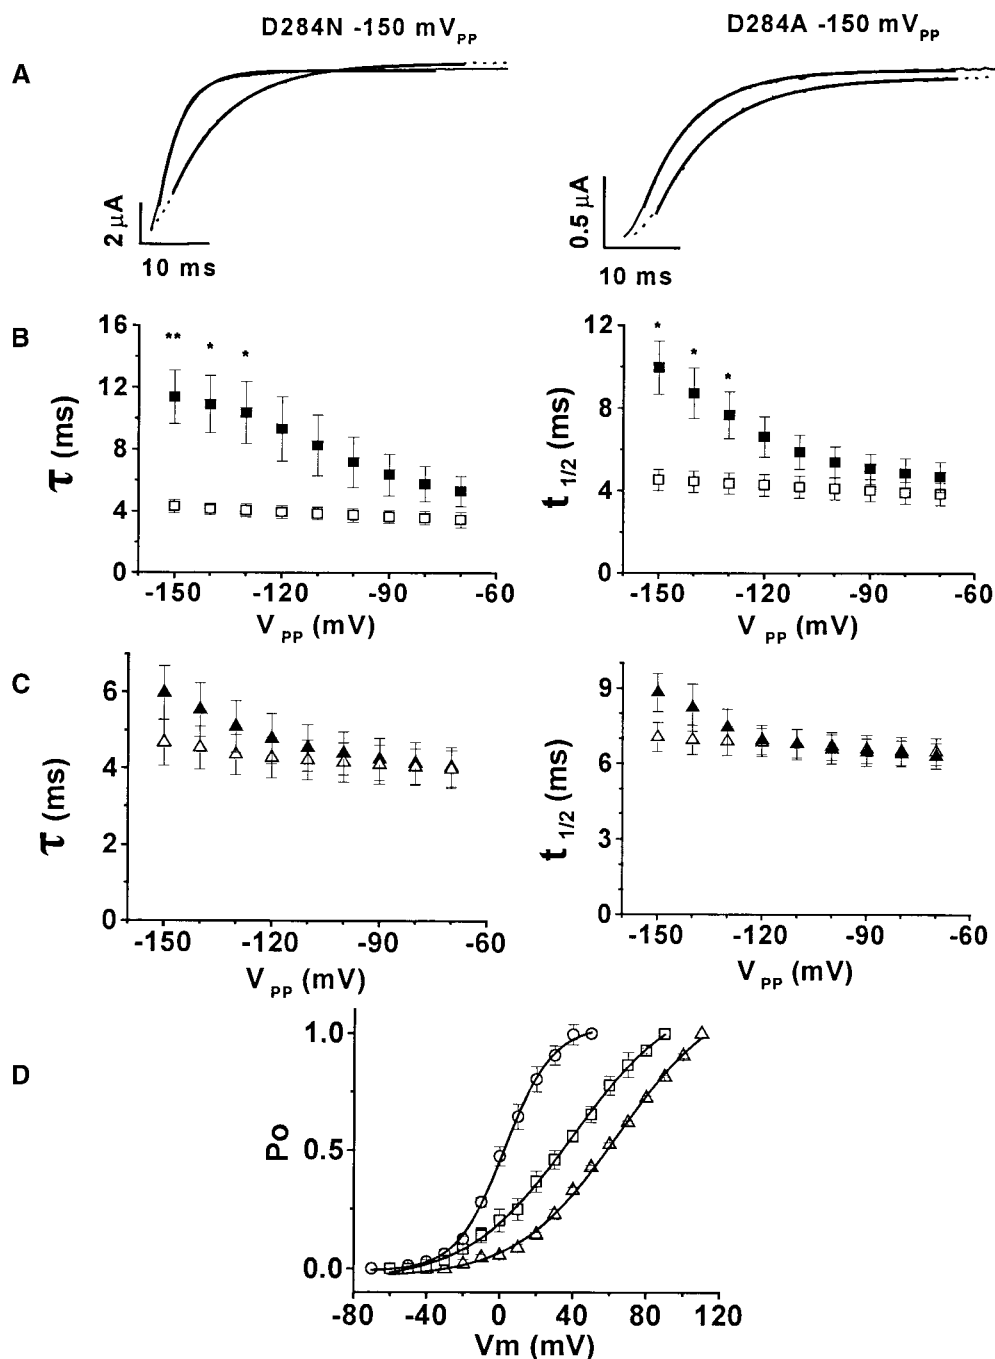 D284N -150 mV_PP
D284A -150 mV_PP
A
2 μA
10 ms
0.5 μA
10 ms
B
16
12
8
4
0
τ (ms)
** * *
-150 -120 -90 -60
V_PP (mV)
12
8
4
0
t_1/2 (ms)
* * *
-150 -120 -90 -60
V_PP (mV)
C
6
4
2
0
τ (ms)
-150 -120 -90 -60
V_PP (mV)
9
6
3
0
t_1/2 (ms)
-150 -120 -90 -60
V_PP (mV)
D
1.0
0.5
0.0
Po
-80 -40 0 40 80 120
Vm (mV)